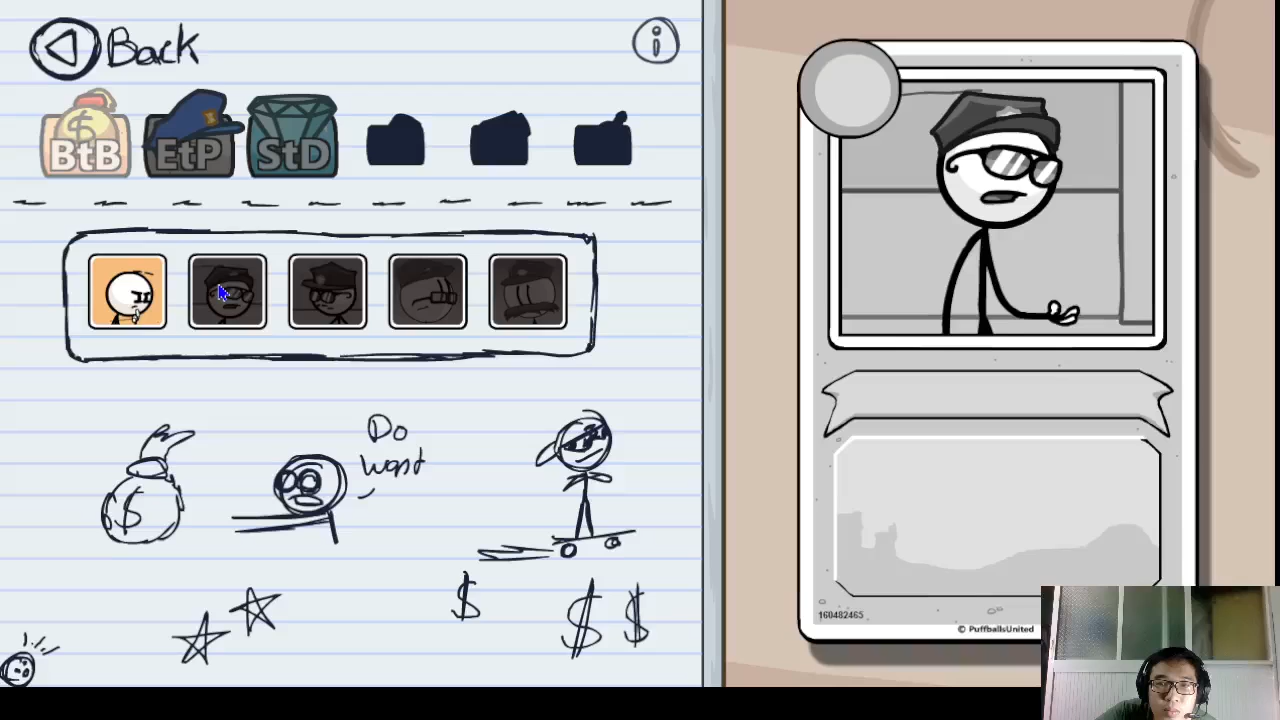 Back
i
$
BtB EtP StD
Do
want
$
$ $ $
160482465
© PuffballsUnited